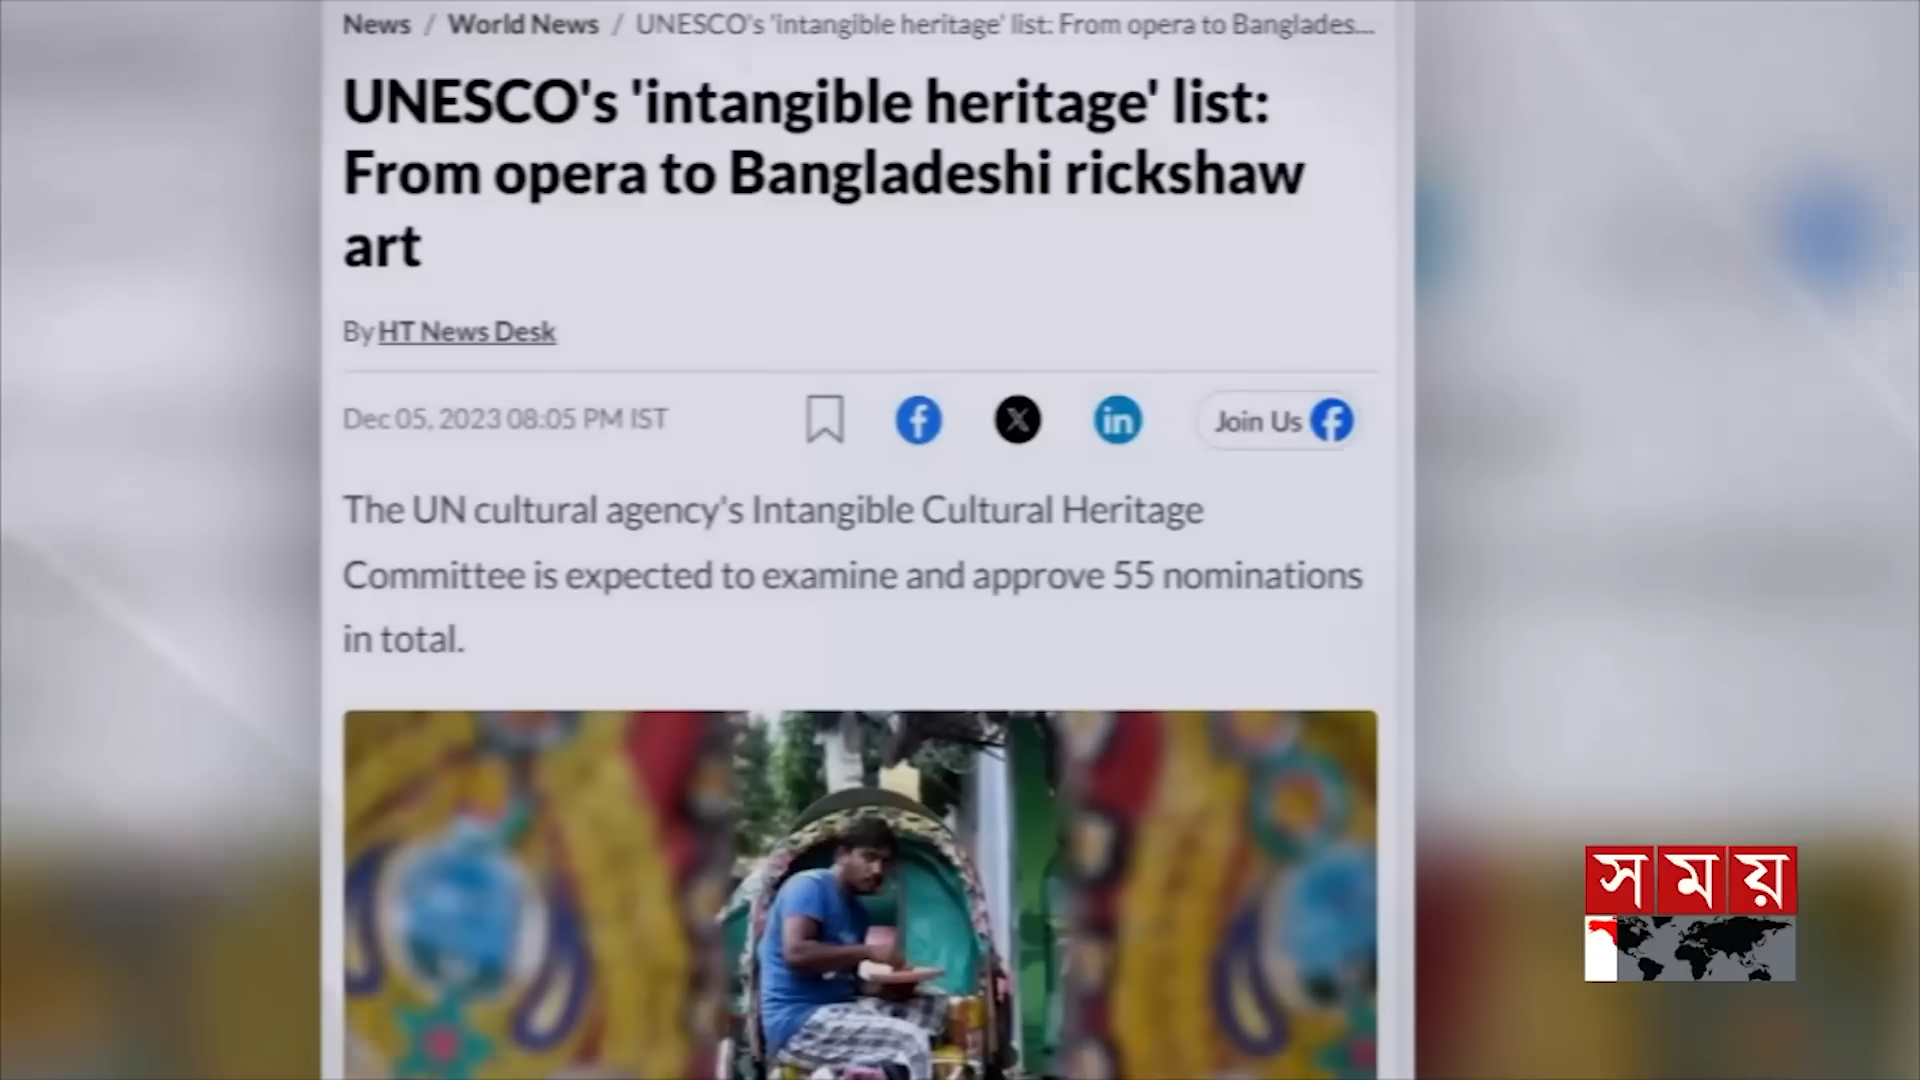 News / World News / UNESCO's 'intangible heritage' list: From opera to Banglades...
UNESCO's 'intangible heritage' list:
From opera to Bangladeshi rickshaw
art
By HT News Desk
Dec 05, 2023 08:05 PM IST
Join Us
The UN cultural agency's Intangible Cultural Heritage
Committee is expected to examine and approve 55 nominations
in total.
সময়